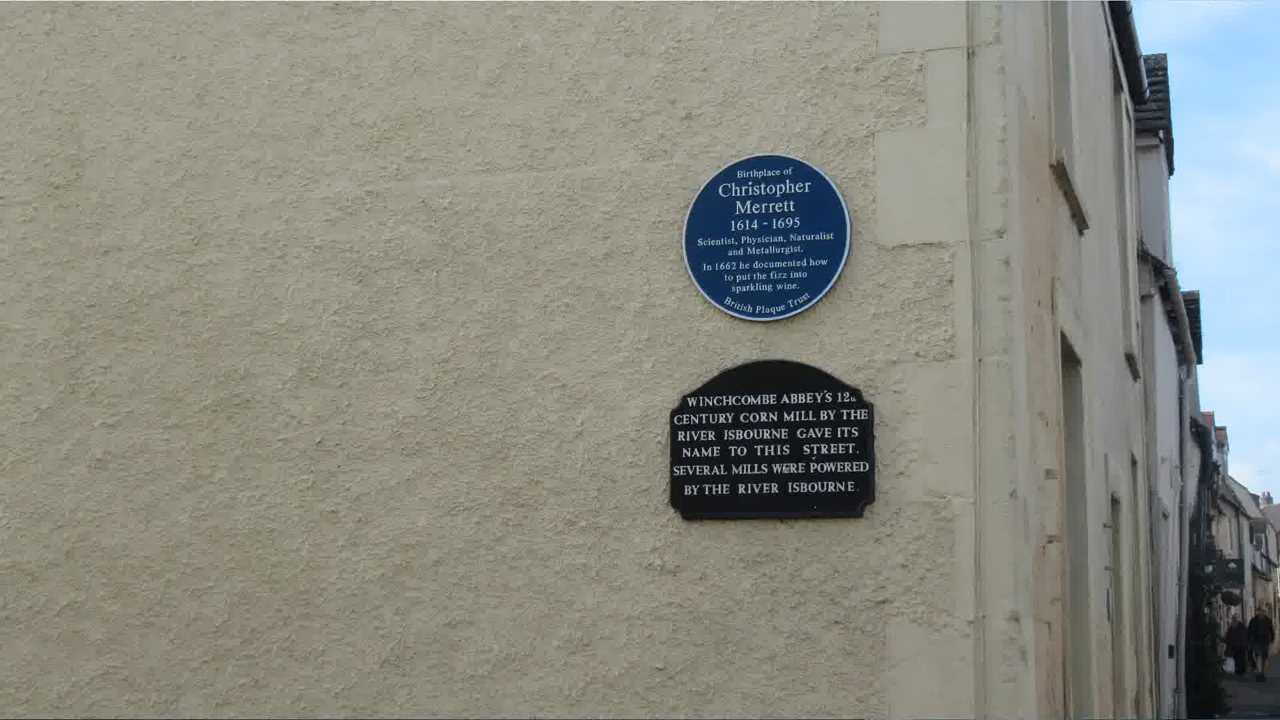 Birthplace of
Christopher
Merrett
1614 - 1695
Scientist, Physician, Naturalist
and Metallurgist.
In 1662 he documented how
to put the fizz into
sparkling wine.
British Plaque Trust
WINCHCOMBE ABBEY'S 12th
CENTURY CORN MILL BY THE
RIVER ISBOURNE GAVE ITS
NAME TO THIS STREET.
SEVERAL MILLS WERE POWERED
BY THE RIVER ISBOURNE.